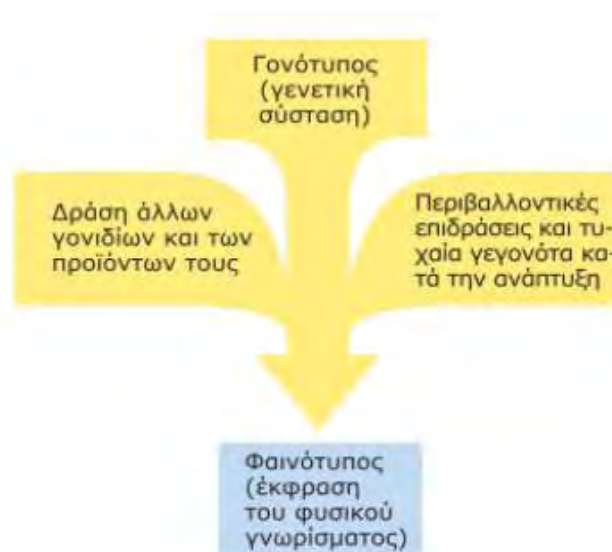 Γονότυπος
(γενετική
σύσταση)
Δράση άλλων
γονιδίων και των
προϊόντων τους
Περιβαλλοντικές
επιδράσεις και τυ-
χαία γεγονότα κα-
τά την ανάπτυξη
Φαινότυπος
(έκφραση
του φυσικού
γνωρίσματος)